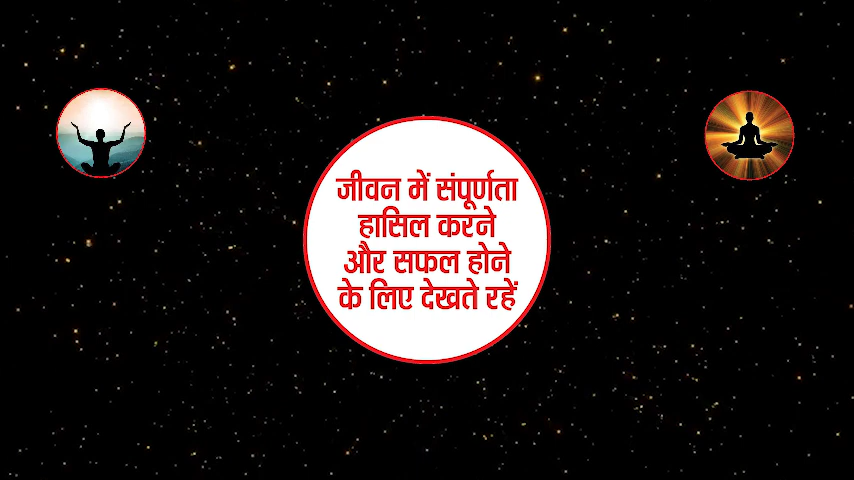 जीवन में संपूर्णता
हासिल करने
और सफल होने
के लिए देखते रहें